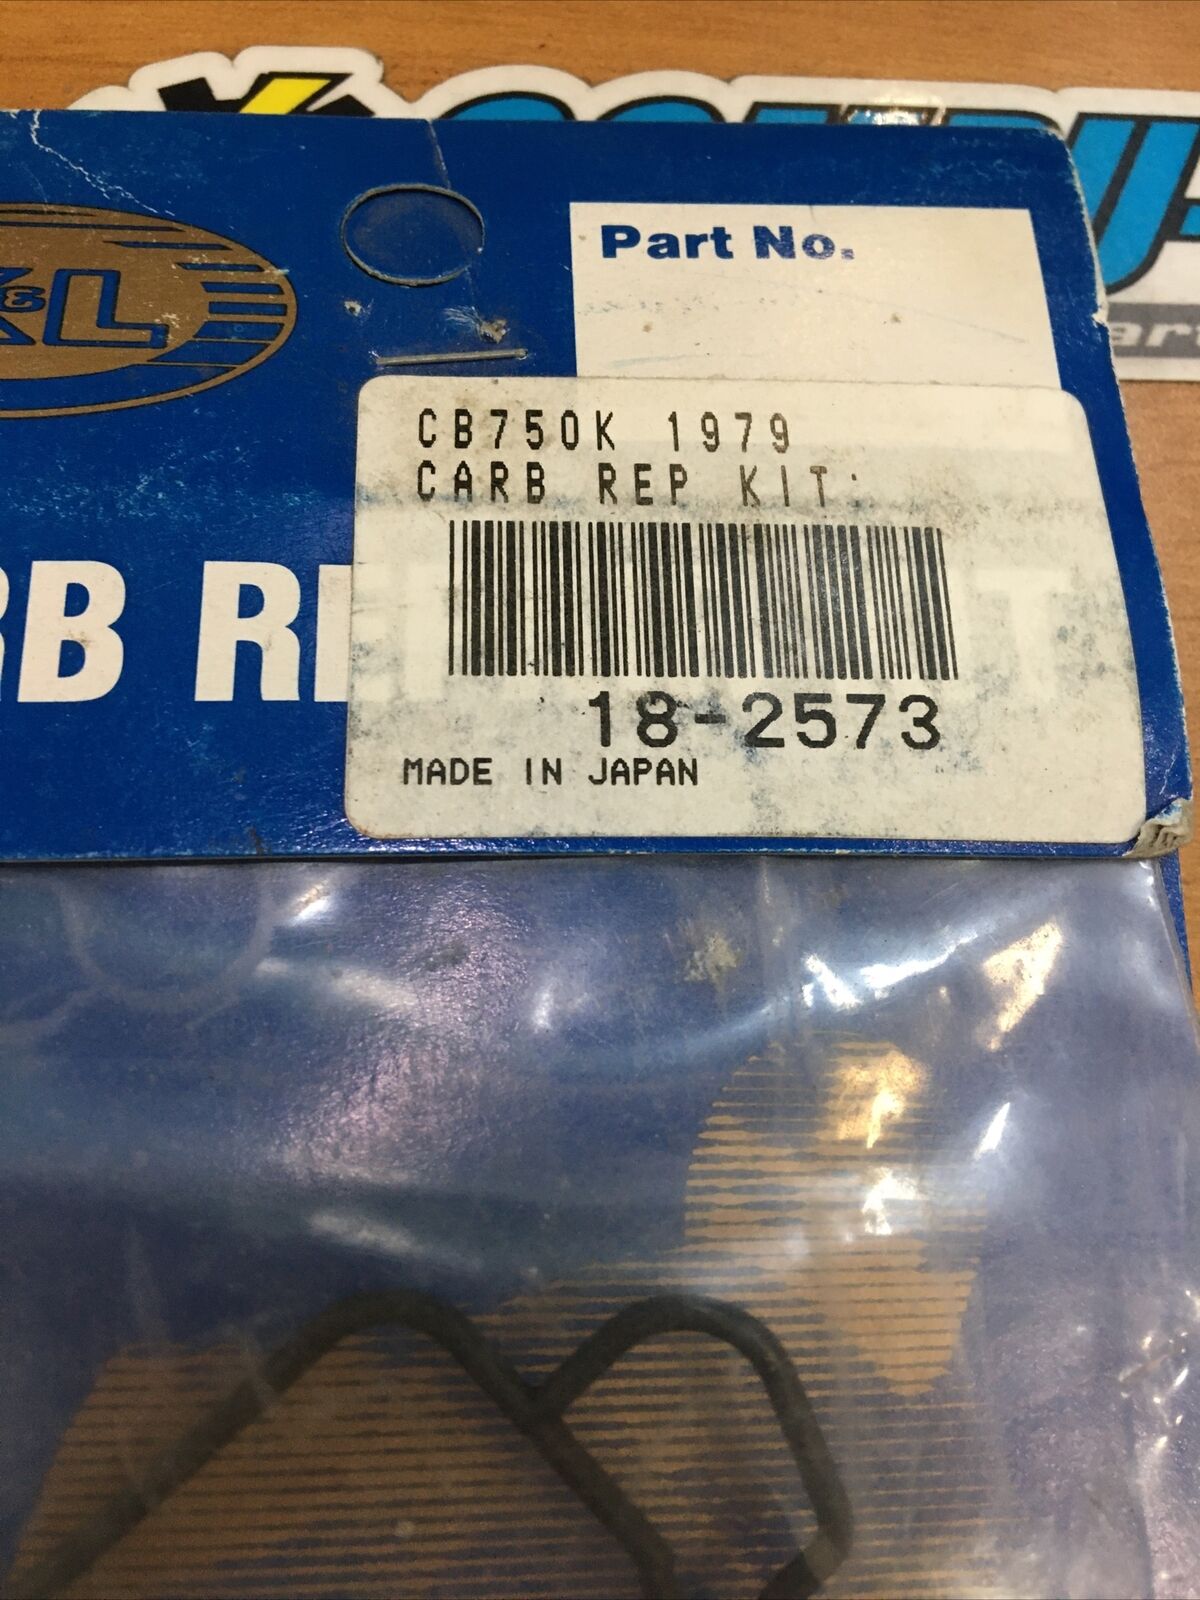 Part No.
K&L
CB750K 1979
CARB REP KIT
18-2573
MADE IN JAPAN